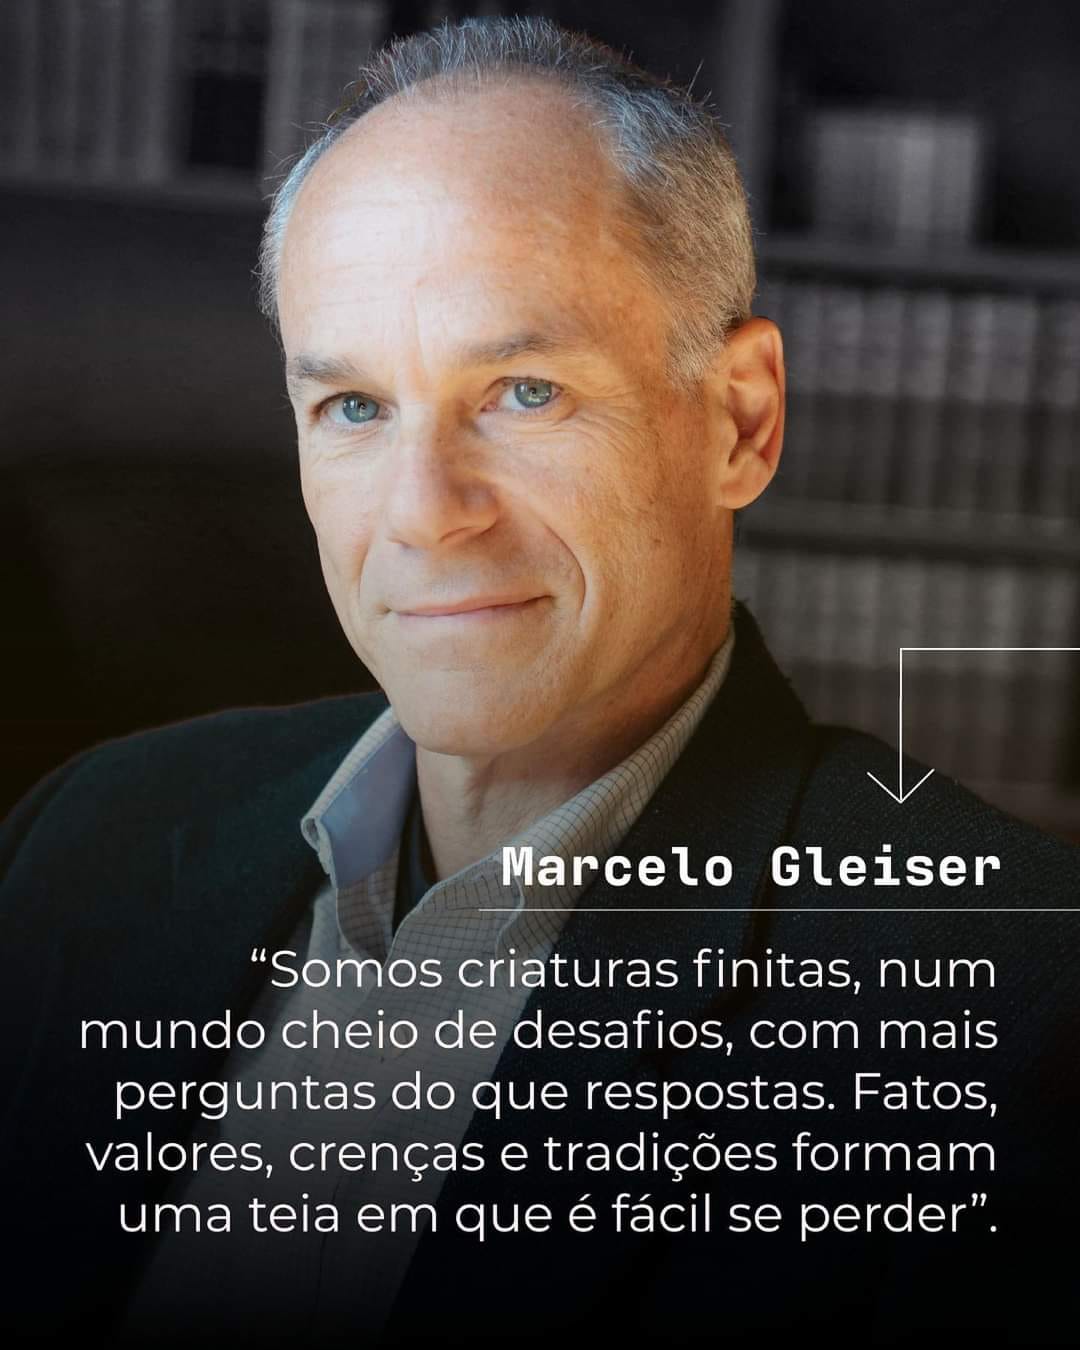 Marcelo Gleiser
“Somos criaturas finitas, num
mundo cheio de desafios, com mais
perguntas do que respostas. Fatos,
valores, crenças e tradições formam
uma teia em que é fácil se perder”.